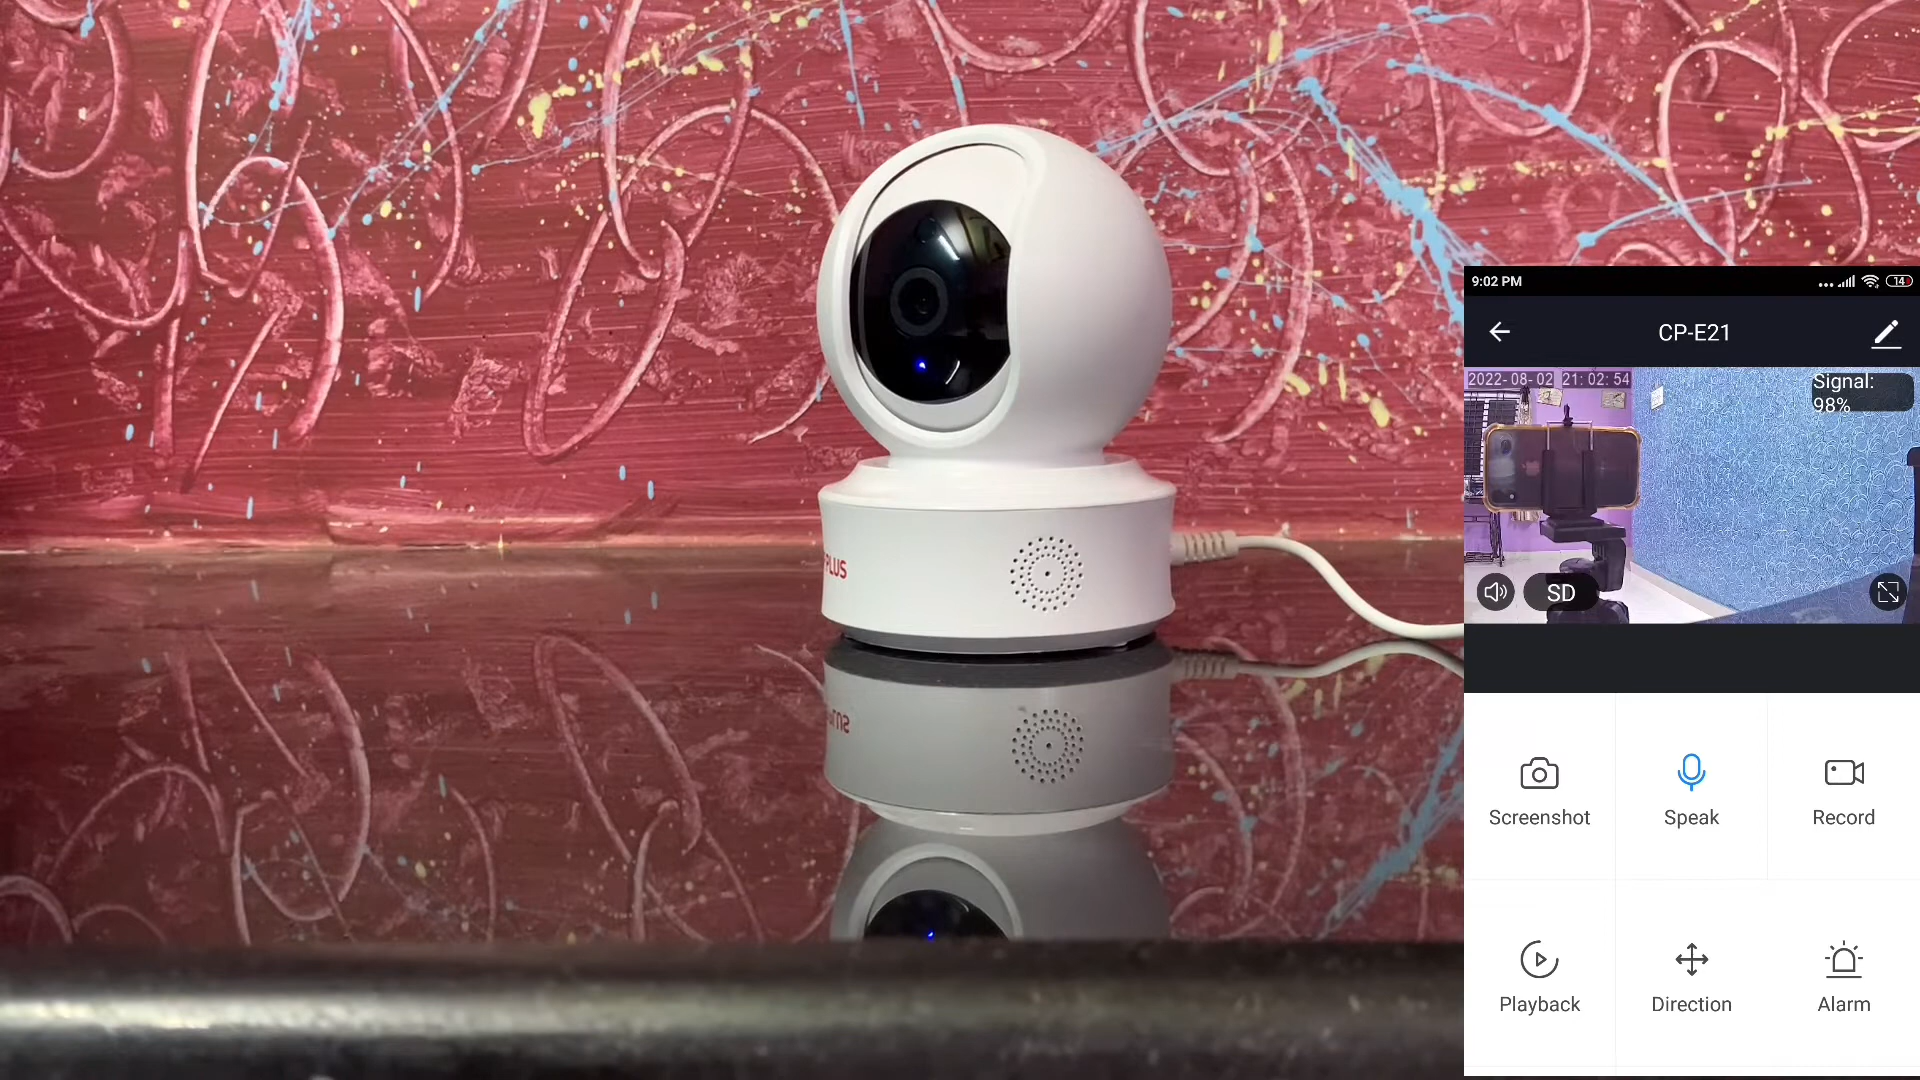 PLUS
9:02 PM
14
CP-E21
2022-08-02 21:02:54
Signal:
98%
SD
Screenshot
Speak
Record
Playback
Direction
Alarm